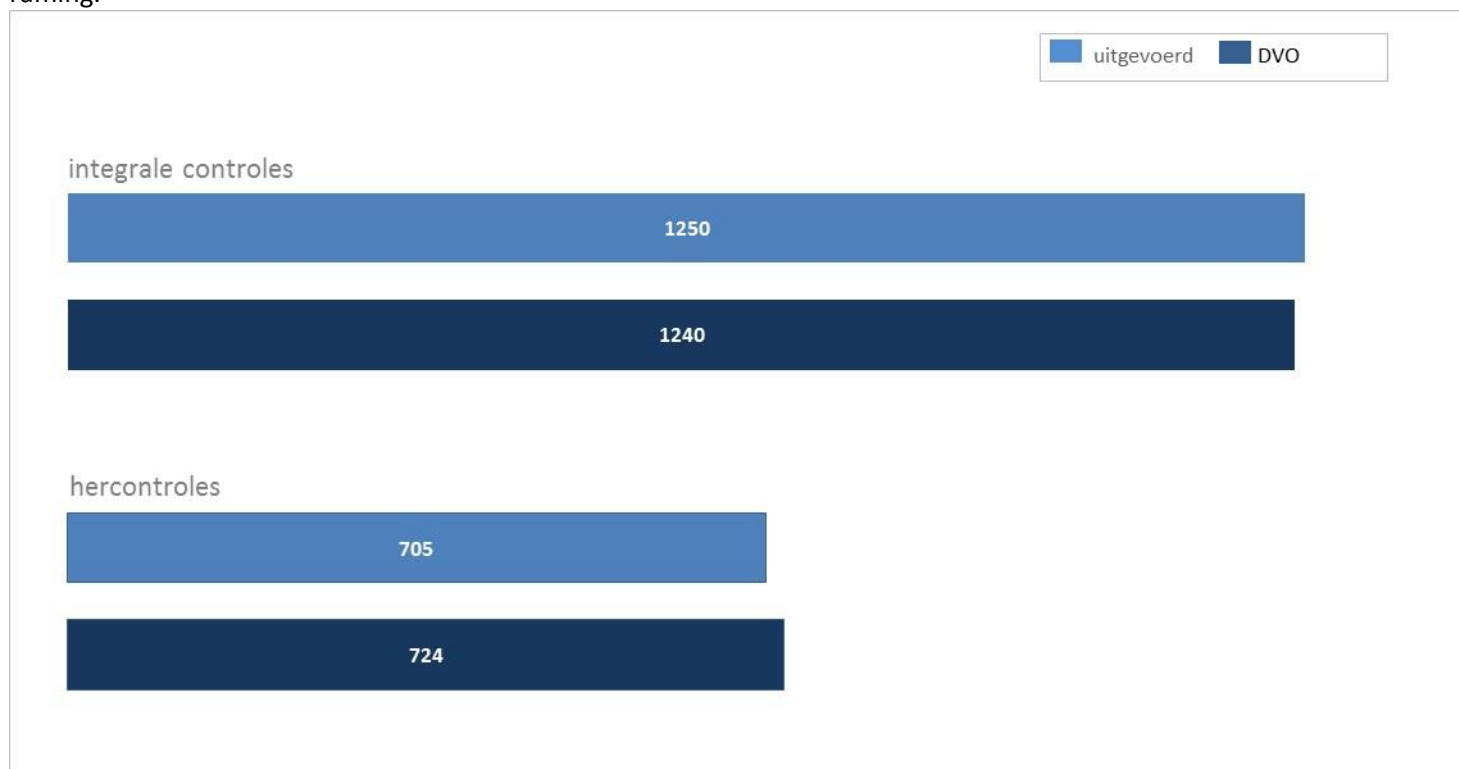 uitgevoerd DVO
integrale controles
1250
1240
hercontroles
705
724